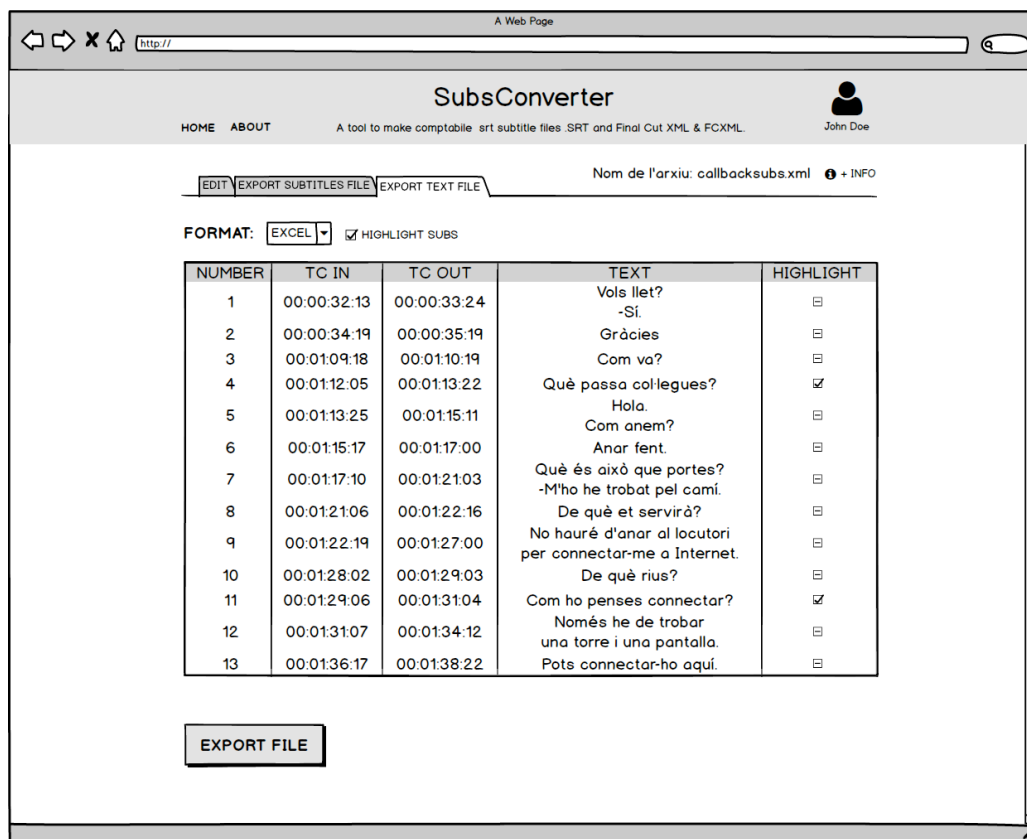 A Web Page
http://
SubsConverter
HOME ABOUT A tool to make comptabile srt subtitle files .SRT and Final Cut XML & FCXML. John Doe
Nom de l'arxiu: callbacksubs.xml + INFO
EDIT EXPORT SUBTITLES FILE EXPORT TEXT FILE
FORMAT: EXCEL HIGHLIGHT SUBS
NUMBER TC IN TC OUT TEXT HIGHLIGHT
1 00:00:32:13 00:00:33:24 Vols llet?
-Sí.
2 00:00:34:19 00:00:35:19 Gràcies
3 00:01:09:18 00:01:10:19 Com va?
4 00:01:12:05 00:01:13:22 Què passa col·legues?
5 00:01:13:25 00:01:15:11 Hola.
Com anem?
6 00:01:15:17 00:01:17:00 Anar fent.
7 00:01:17:10 00:01:21:03 Què és això que portes?
-M'ho he trobat pel camí.
8 00:01:21:06 00:01:22:16 De què et servirà?
9 00:01:22:19 00:01:27:00 No hauré d'anar al locutori
per connectar-me a Internet.
10 00:01:28:02 00:01:29:03 De què rius?
11 00:01:29:06 00:01:31:04 Com ho penses connectar?
12 00:01:31:07 00:01:34:12 Només he de trobar
una torre i una pantalla.
13 00:01:36:17 00:01:38:22 Pots connectar-ho aquí.
EXPORT FILE